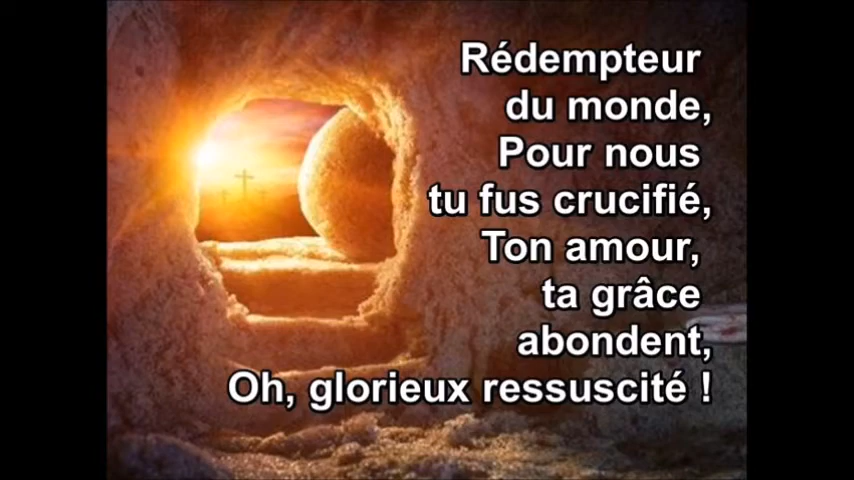 Rédempteur
du monde,
Pour nous
tu fus crucifié,
Ton amour,
ta grâce
abondent,
Oh, glorieux ressuscité !